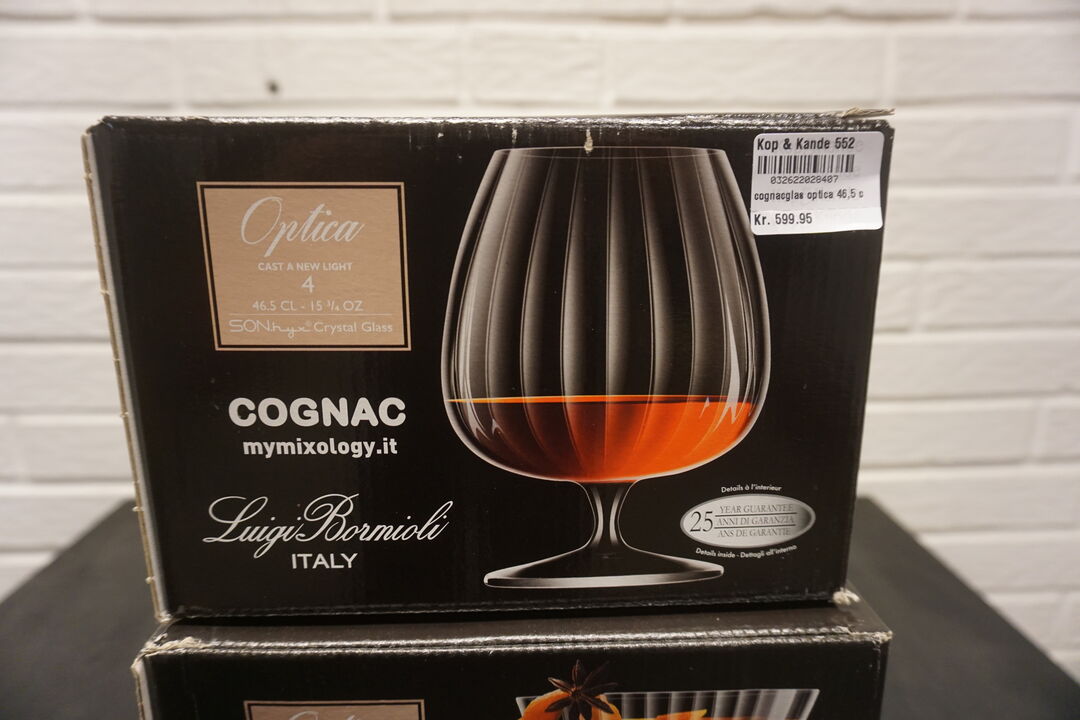 Kop & Kande 552
032622028407
cognacglas optica 46,5 c
Kr. 599.95
Optica
CAST A NEW LIGHT
4
46.5 CL - 15 ¾ OZ
SON.hyx® Crystal Glass
COGNAC
mymixology.it
Luigi Bormioli
ITALY
Details à l'interieur
25 YEAR GUARANTEE
ANNI DI GARANZIA
ANS DE GARANTIE
Details inside - Dettagli all'interno
Optica